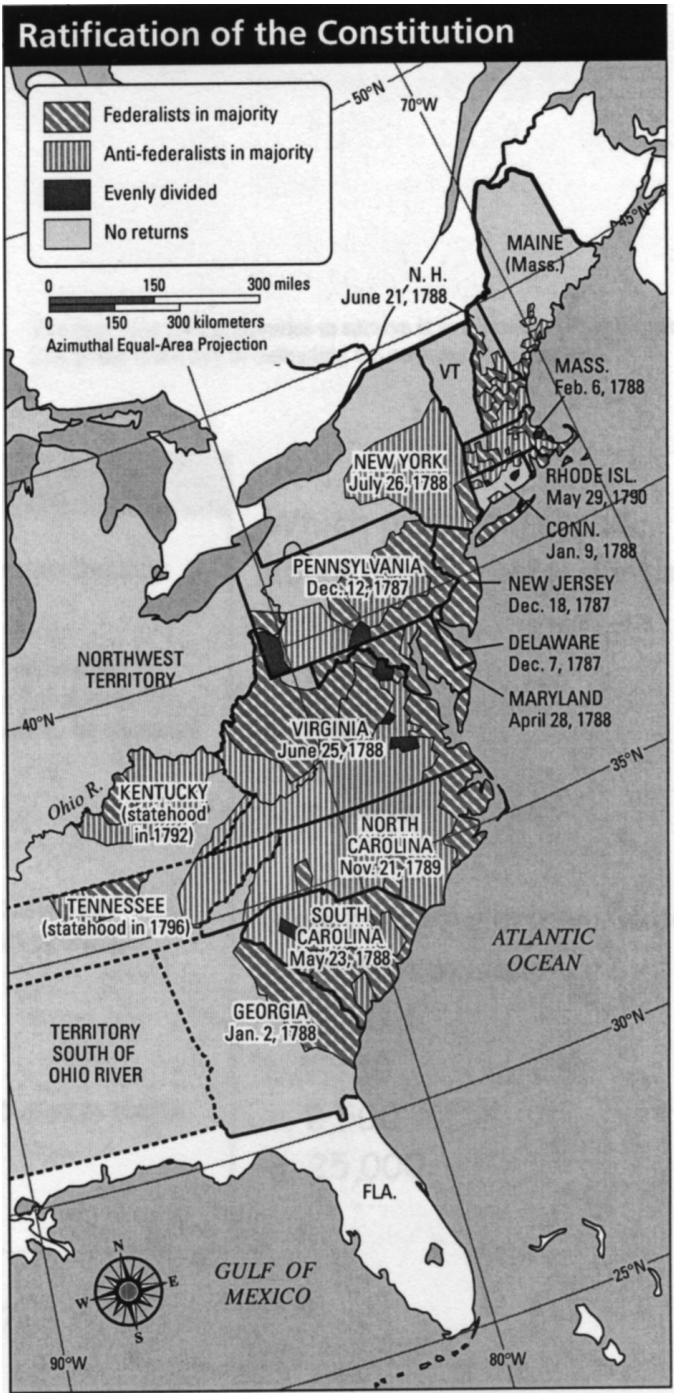 Ratification of the Constitution
Federalists in majority
Anti-federalists in majority
Evenly divided
No returns
0 150 300 miles
0 150 300 kilometers
Azimuthal Equal-Area Projection
50°N
70°W
45°N
MAINE
(Mass.)
N. H.
June 21, 1788
VT
MASS.
Feb. 6, 1788
NEW YORK
July 26, 1788
RHODE ISL.
May 29, 1790
CONN.
Jan. 9, 1788
PENNSYLVANIA
Dec. 12, 1787
NEW JERSEY
Dec. 18, 1787
DELAWARE
Dec. 7, 1787
MARYLAND
April 28, 1788
NORTHWEST
TERRITORY
40°N
VIRGINIA
June 25, 1788
35°N
Ohio R.
KENTUCKY
(statehood
in 1792)
NORTH
CAROLINA
Nov. 21, 1789
TENNESSEE
(statehood in 1796)
SOUTH
CAROLINA
May 23, 1788
ATLANTIC
OCEAN
GEORGIA
Jan. 2, 1788
30°N
TERRITORY
SOUTH OF
OHIO RIVER
25,000
FLA.
N
W E
S
GULF OF
MEXICO
25°N
90°W
80°W